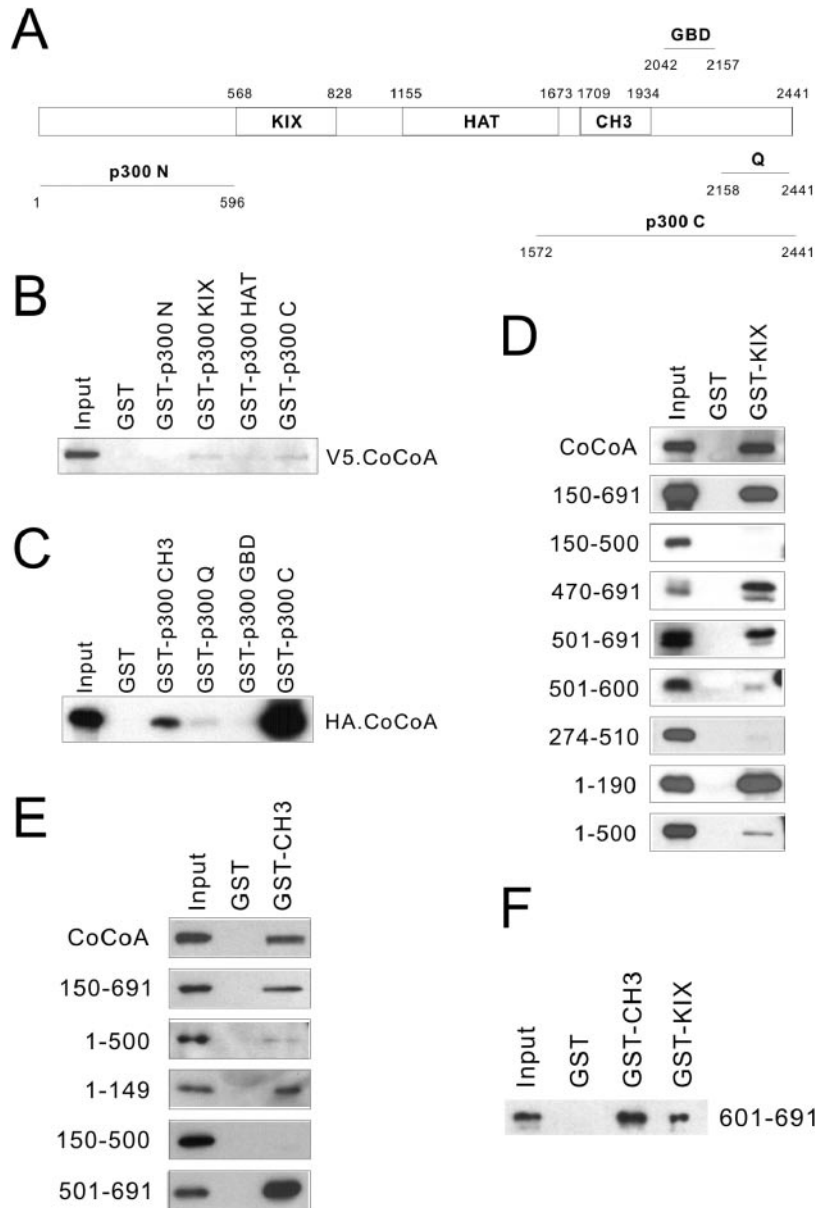 A
GBD
2042 2157
568 828 1155 1673 1709 1934 2441
KIX HAT CH3
p300 N
1 596
Q
2158 2441
p300 C
1572 2441
B
Input GST GST-p300 N GST-p300 KIX GST-p300 HAT GST-p300 C
V5.CoCoA
C
Input GST GST-p300 CH3 GST-p300 Q GST-p300 GBD GST-p300 C
HA.CoCoA
D
Input GST GST-KIX
CoCoA
150-691
150-500
470-691
501-691
501-600
274-510
1-190
1-500
E
Input GST GST-CH3
CoCoA
150-691
1-500
1-149
150-500
501-691
F
Input GST GST-CH3 GST-KIX
601-691